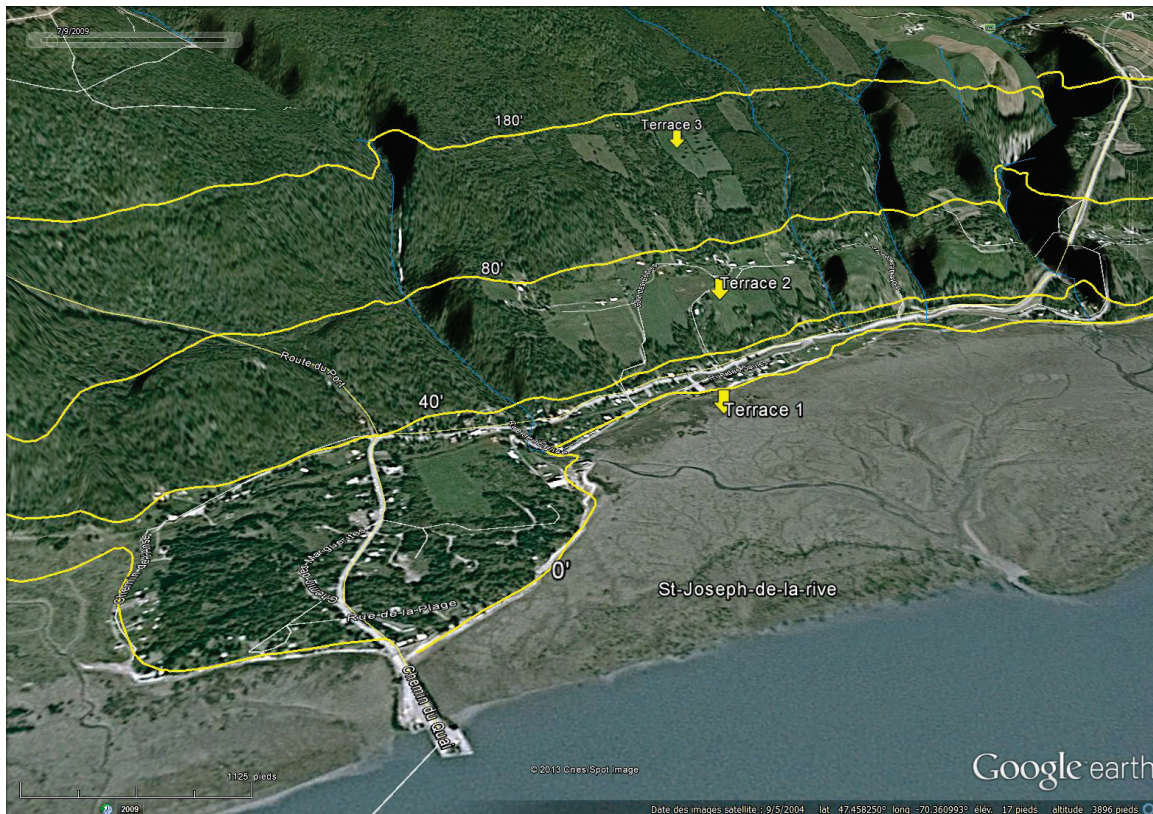 7/9/2009
N
180'
Terrace 3
80'
Terrace 2
Route du Port
40'
Terrace 1
0'
St-Joseph-de-la-rive
Rue-de-la-Plage
Chemin du Quai
1125 pieds
© 2013 Cnes/Spot Image
Google earth
2009
Date des images satellite : 9/5/2004 lat 47.458250° long -70.360993° élév. 17 pieds altitude 3896 pieds